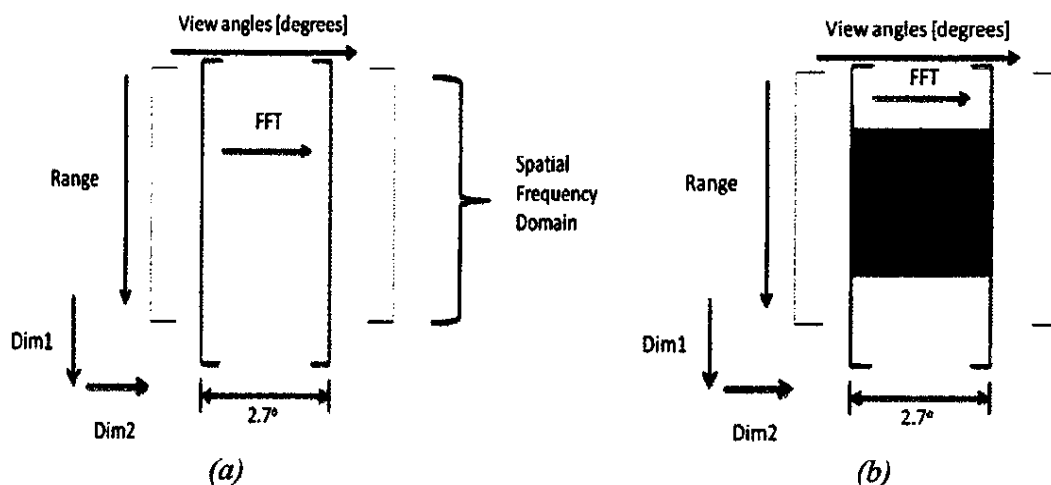 View angles [degrees]
FFT
Range
Spatial
Frequency
Domain
Dim1
Dim2
2.7°
(a)
View angles [degrees]
FFT
Range
Dim1
Dim2
2.7°
(b)